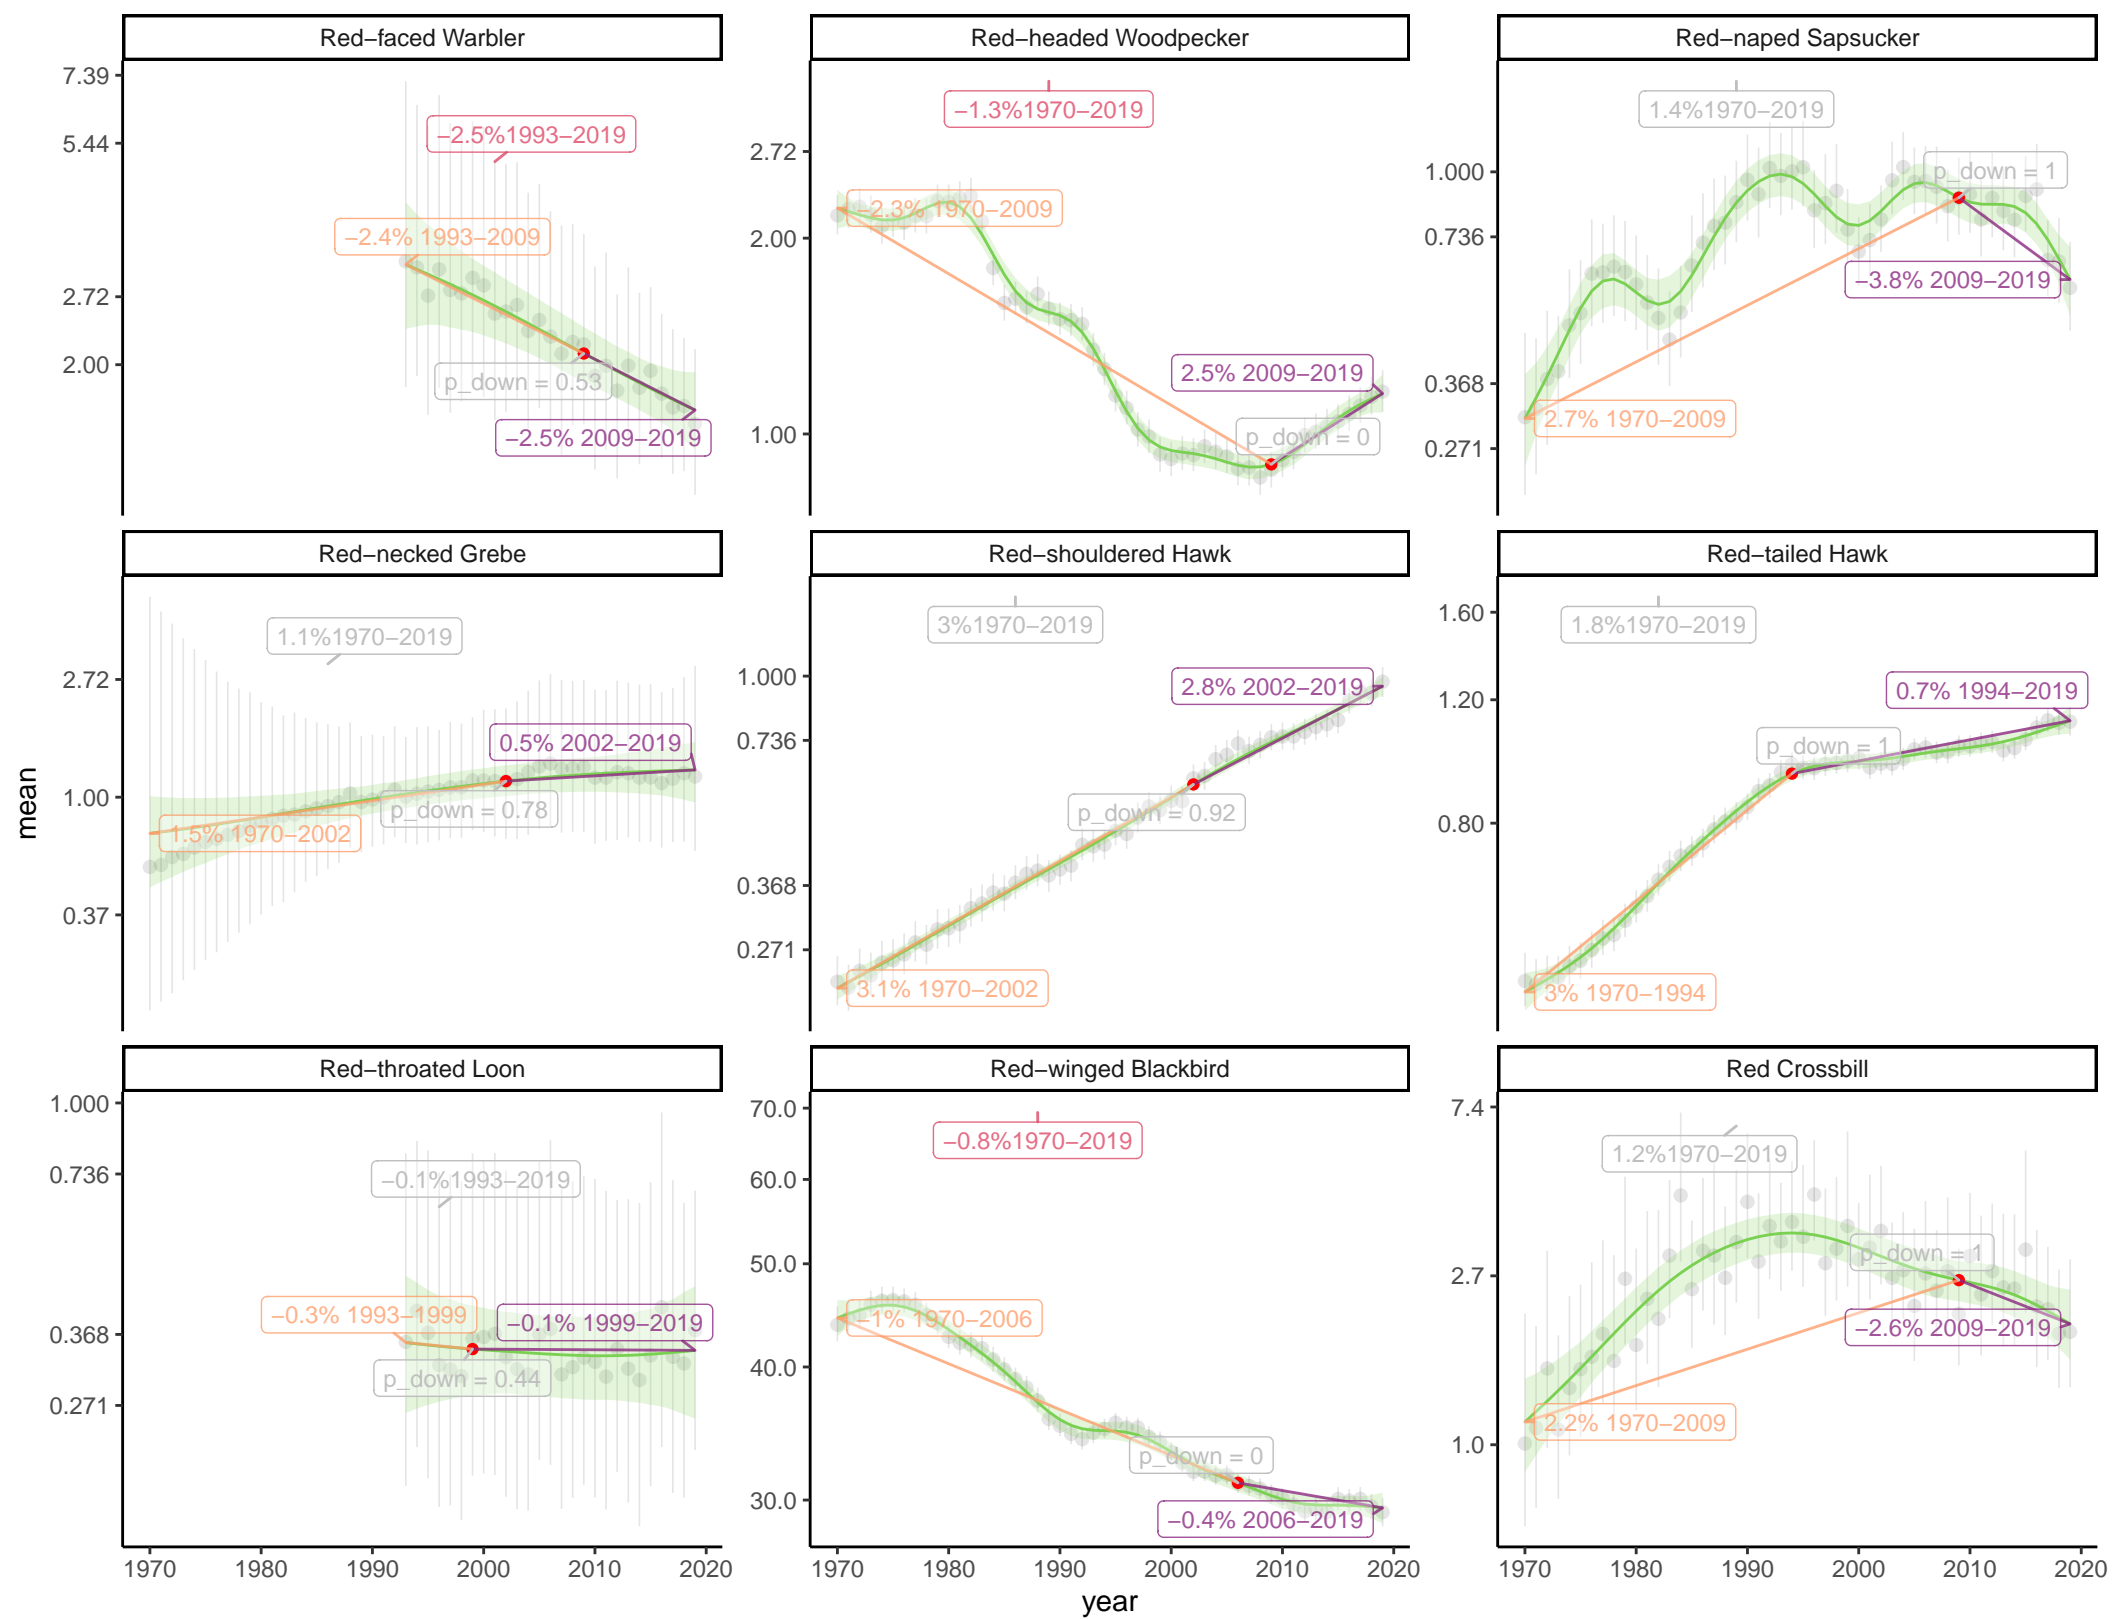 Red−faced Warbler
Red−headed Woodpecker
Red−naped Sapsucker
7.39
5.44
2.72
2.00
−2.5%1993−2019
−2.4% 1993−2009
p_down = 0.53
−2.5% 2009−2019
2.72
2.00
1.00
−1.3%1970−2019
−2.3% 1970−2009
2.5% 2009−2019
p_down = 0
1.000
0.736
0.368
0.271
1.4%1970−2019
p_down = 1
−3.8% 2009−2019
2.7% 1970−2009
Red−necked Grebe
Red−shouldered Hawk
Red−tailed Hawk
mean
2.72
1.00
0.37
1.1%1970−2019
0.5% 2002−2019
p_down = 0.78
1.5% 1970−2002
1.000
0.736
0.368
0.271
3%1970−2019
2.8% 2002−2019
p_down = 0.92
3.1% 1970−2002
1.60
1.20
0.80
1.8%1970−2019
0.7% 1994−2019
p_down = 1
3% 1970−1994
Red−throated Loon
Red−winged Blackbird
Red Crossbill
1.000
0.736
0.368
0.271
−0.1%1993−2019
−0.3% 1993−1999
−0.1% 1999−2019
p_down = 0.44
70.0
60.0
50.0
40.0
30.0
−0.8%1970−2019
−1% 1970−2006
p_down = 0
−0.4% 2006−2019
7.4
2.7
1.0
1.2%1970−2019
p_down = 1
−2.6% 2009−2019
2.2% 1970−2009
1970 1980 1990 2000 2010 2020
1970 1980 1990 2000 2010 2020
1970 1980 1990 2000 2010 2020
year